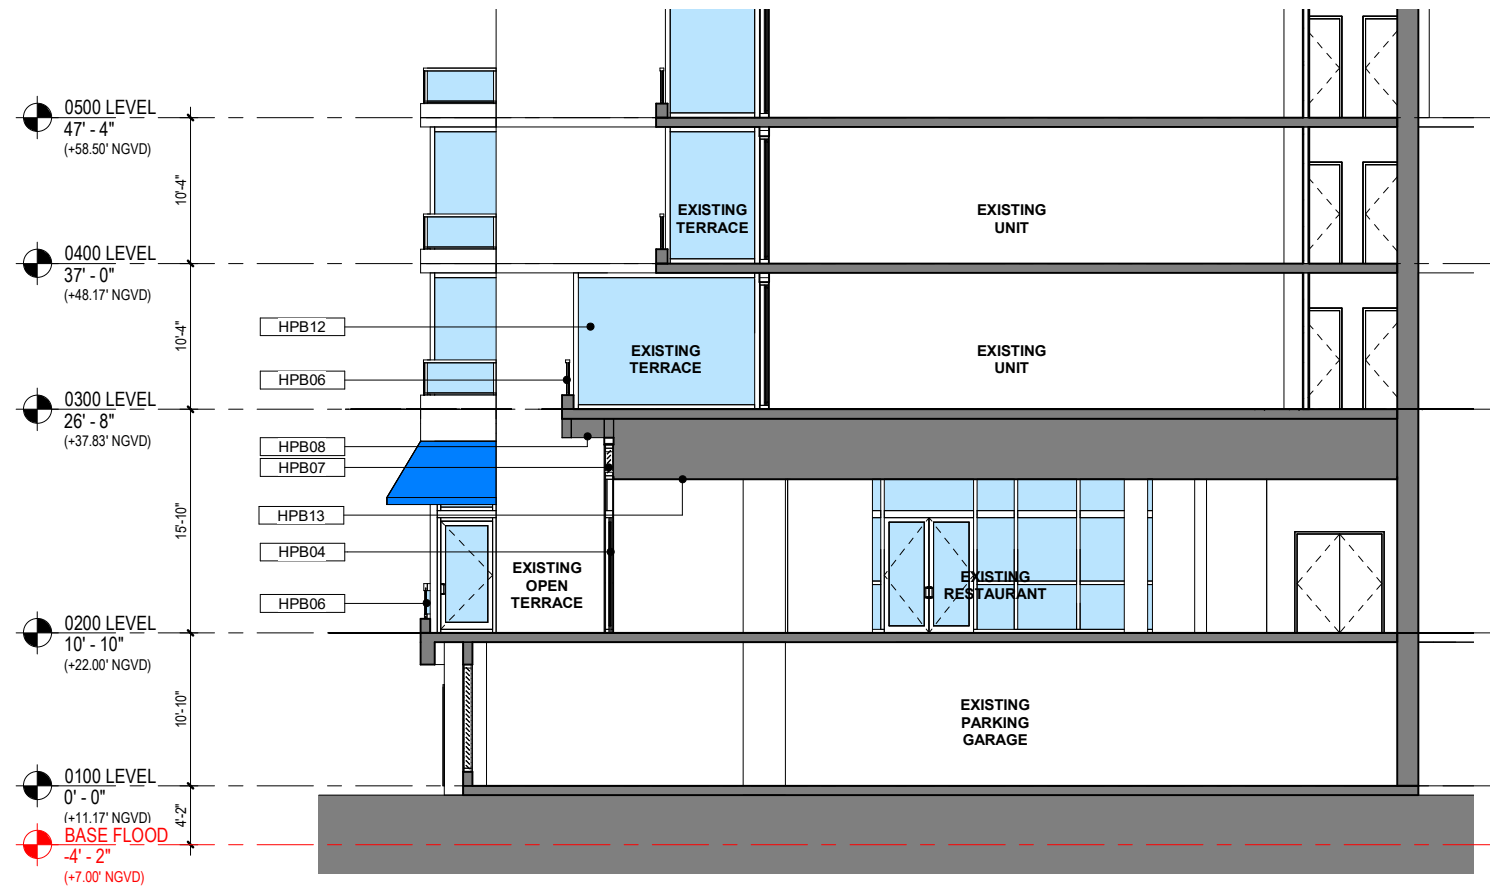 0500 LEVEL
47' - 4"
(+58.50' NGVD)
10'-4"
EXISTING
TERRACE
EXISTING
UNIT
0400 LEVEL
37' - 0"
(+48.17' NGVD)
10'-4"
HPB12
EXISTING
TERRACE
EXISTING
UNIT
HPB06
0300 LEVEL
26' - 8"
(+37.83' NGVD)
HPB08
HPB07
HPB13
15'-10"
HPB04
EXISTING
OPEN
TERRACE
EXISTING
RESTAURANT
HPB06
0200 LEVEL
10' - 10"
(+22.00' NGVD)
10'-10"
EXISTING
PARKING
GARAGE
0100 LEVEL
0' - 0"
(+11.17' NGVD)
4'-2"
BASE FLOOD
-4' - 2"
(+7.00' NGVD)